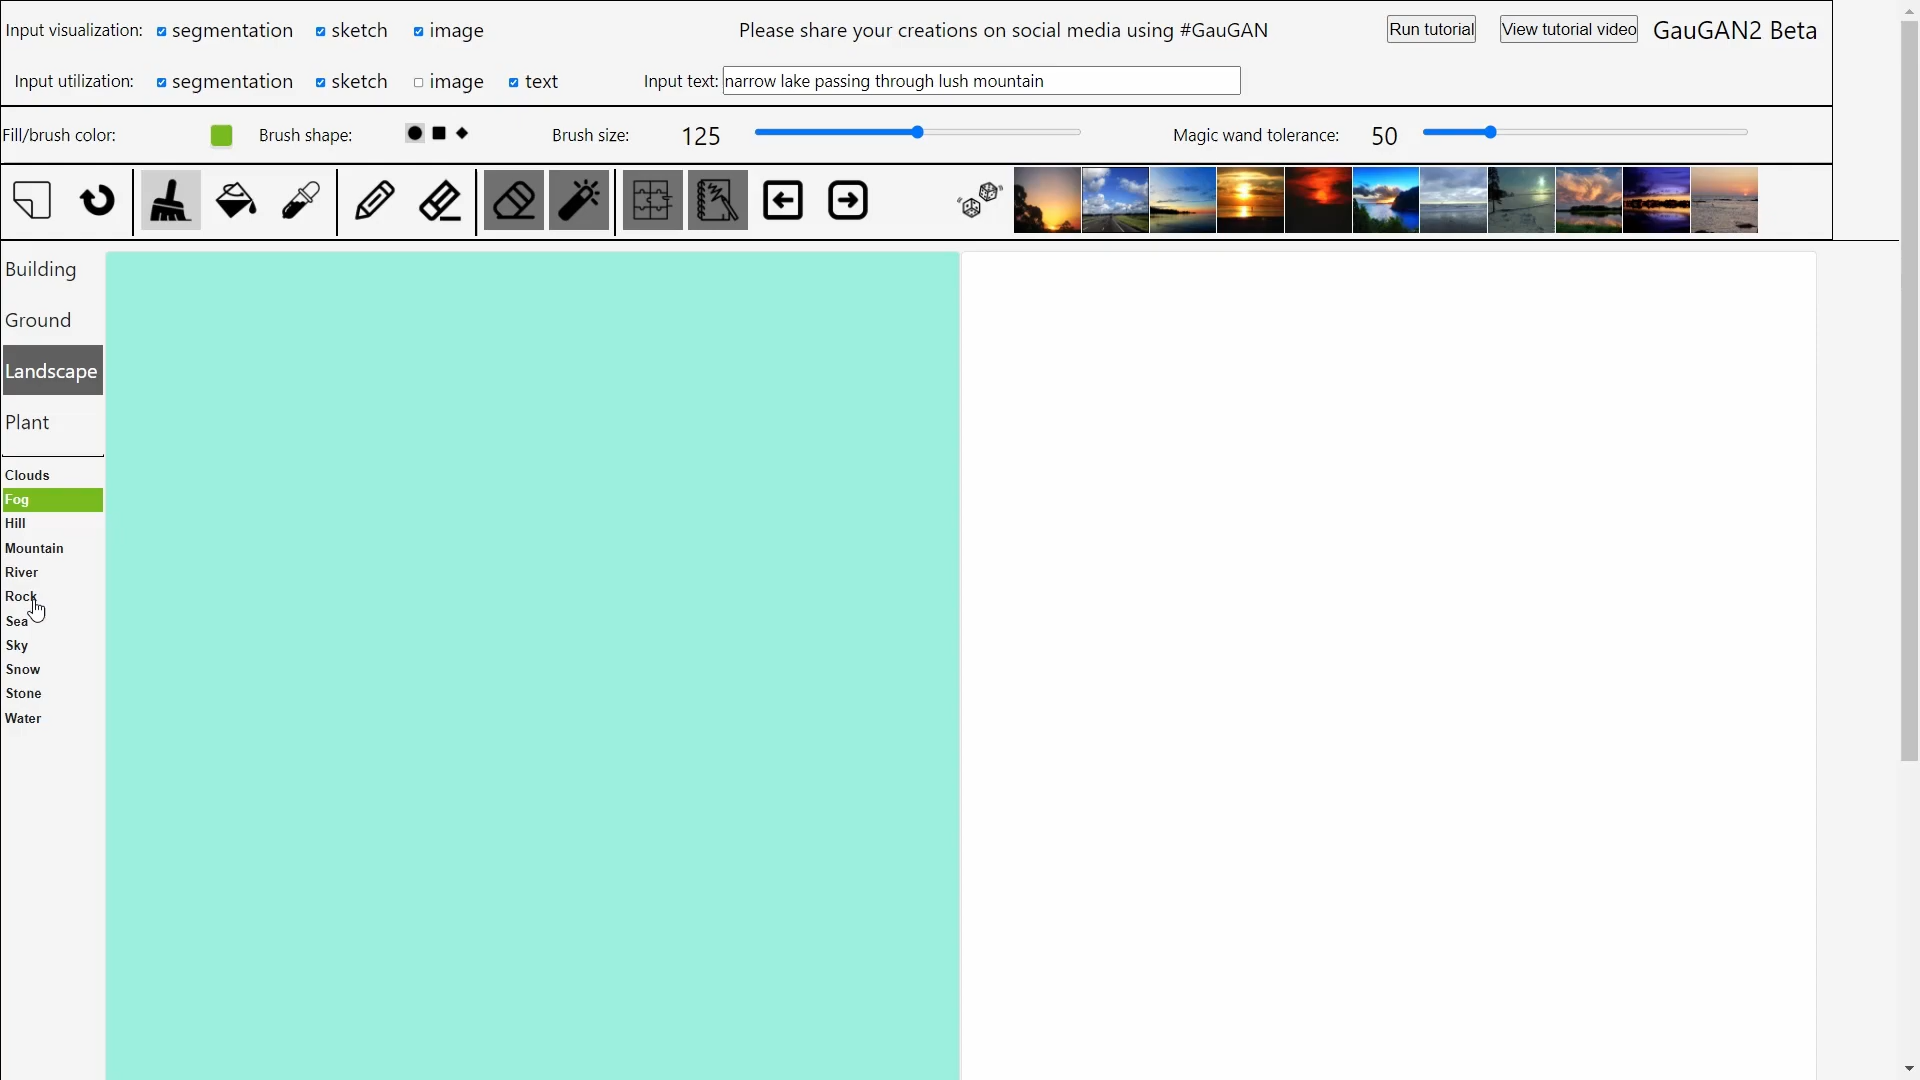 Input visualization: segmentation sketch image Please share your creations on social media using #GauGAN Run tutorial View tutorial video GauGAN2 Beta
Input utilization: segmentation sketch image text Input text: narrow lake passing through lush mountain
Fill/brush color: Brush shape: Brush size: 125 Magic wand tolerance: 50
Building
Ground
Landscape
Plant
Clouds
Fog
Hill
Mountain
River
Rock
Sea
Sky
Snow
Stone
Water